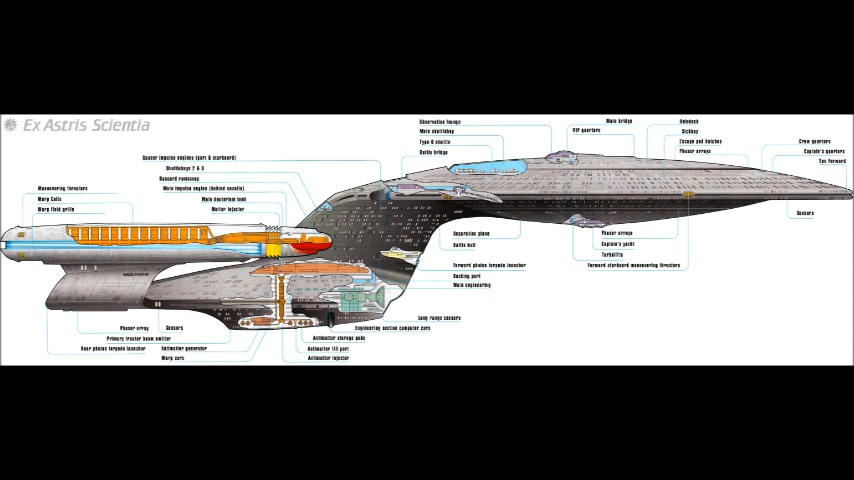 Ex Astris Scientia
Observation lounge
Main shuttlebay
Type 6 shuttle
Battle bridge
Main bridge
VIP quarters
Holodeck
Sickbay
Escape pod hatches
Phaser arrays
Crew quarters
Captain's quarters
Ten Forward
Saucer impulse engines (port & starboard)
Shuttlebays 2 & 3
Bussard ramscoop
Main impulse engine (behind nacelle)
Main deuterium tank
Matter injector
Maneuvering thrusters
Warp Coils
Warp field grille
Sensors
Separation plane
Battle hull
Phaser arrays
Captain's yacht
Turbolifts
Forward starboard maneuvering thrusters
Forward photon torpedo launcher
Docking port
Main engineering
Long range sensors
Engineering section computer core
Antimatter storage pods
Antimatter fill port
Antimatter injector
Phaser array
Sensors
Primary tractor beam emitter
Rear photon torpedo launcher
Antimatter generator
Warp core